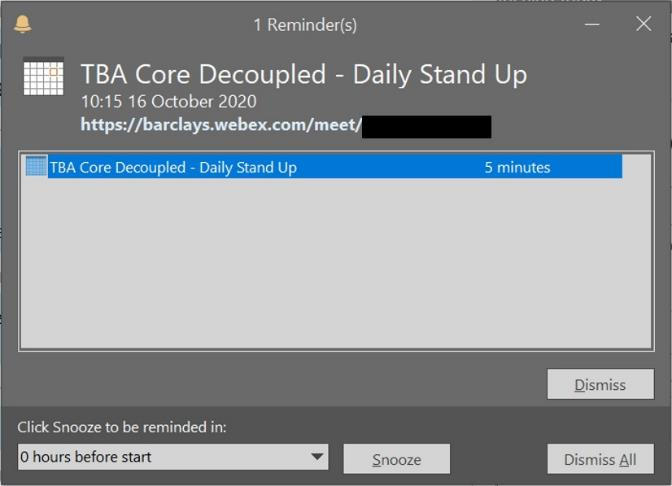 1 Reminder(s)
TBA Core Decoupled - Daily Stand Up
10:15 16 October 2020
https://barclays.webex.com/meet/
TBA Core Decoupled - Daily Stand Up 5 minutes
Dismiss
Click Snooze to be reminded in:
0 hours before start
Snooze
Dismiss All